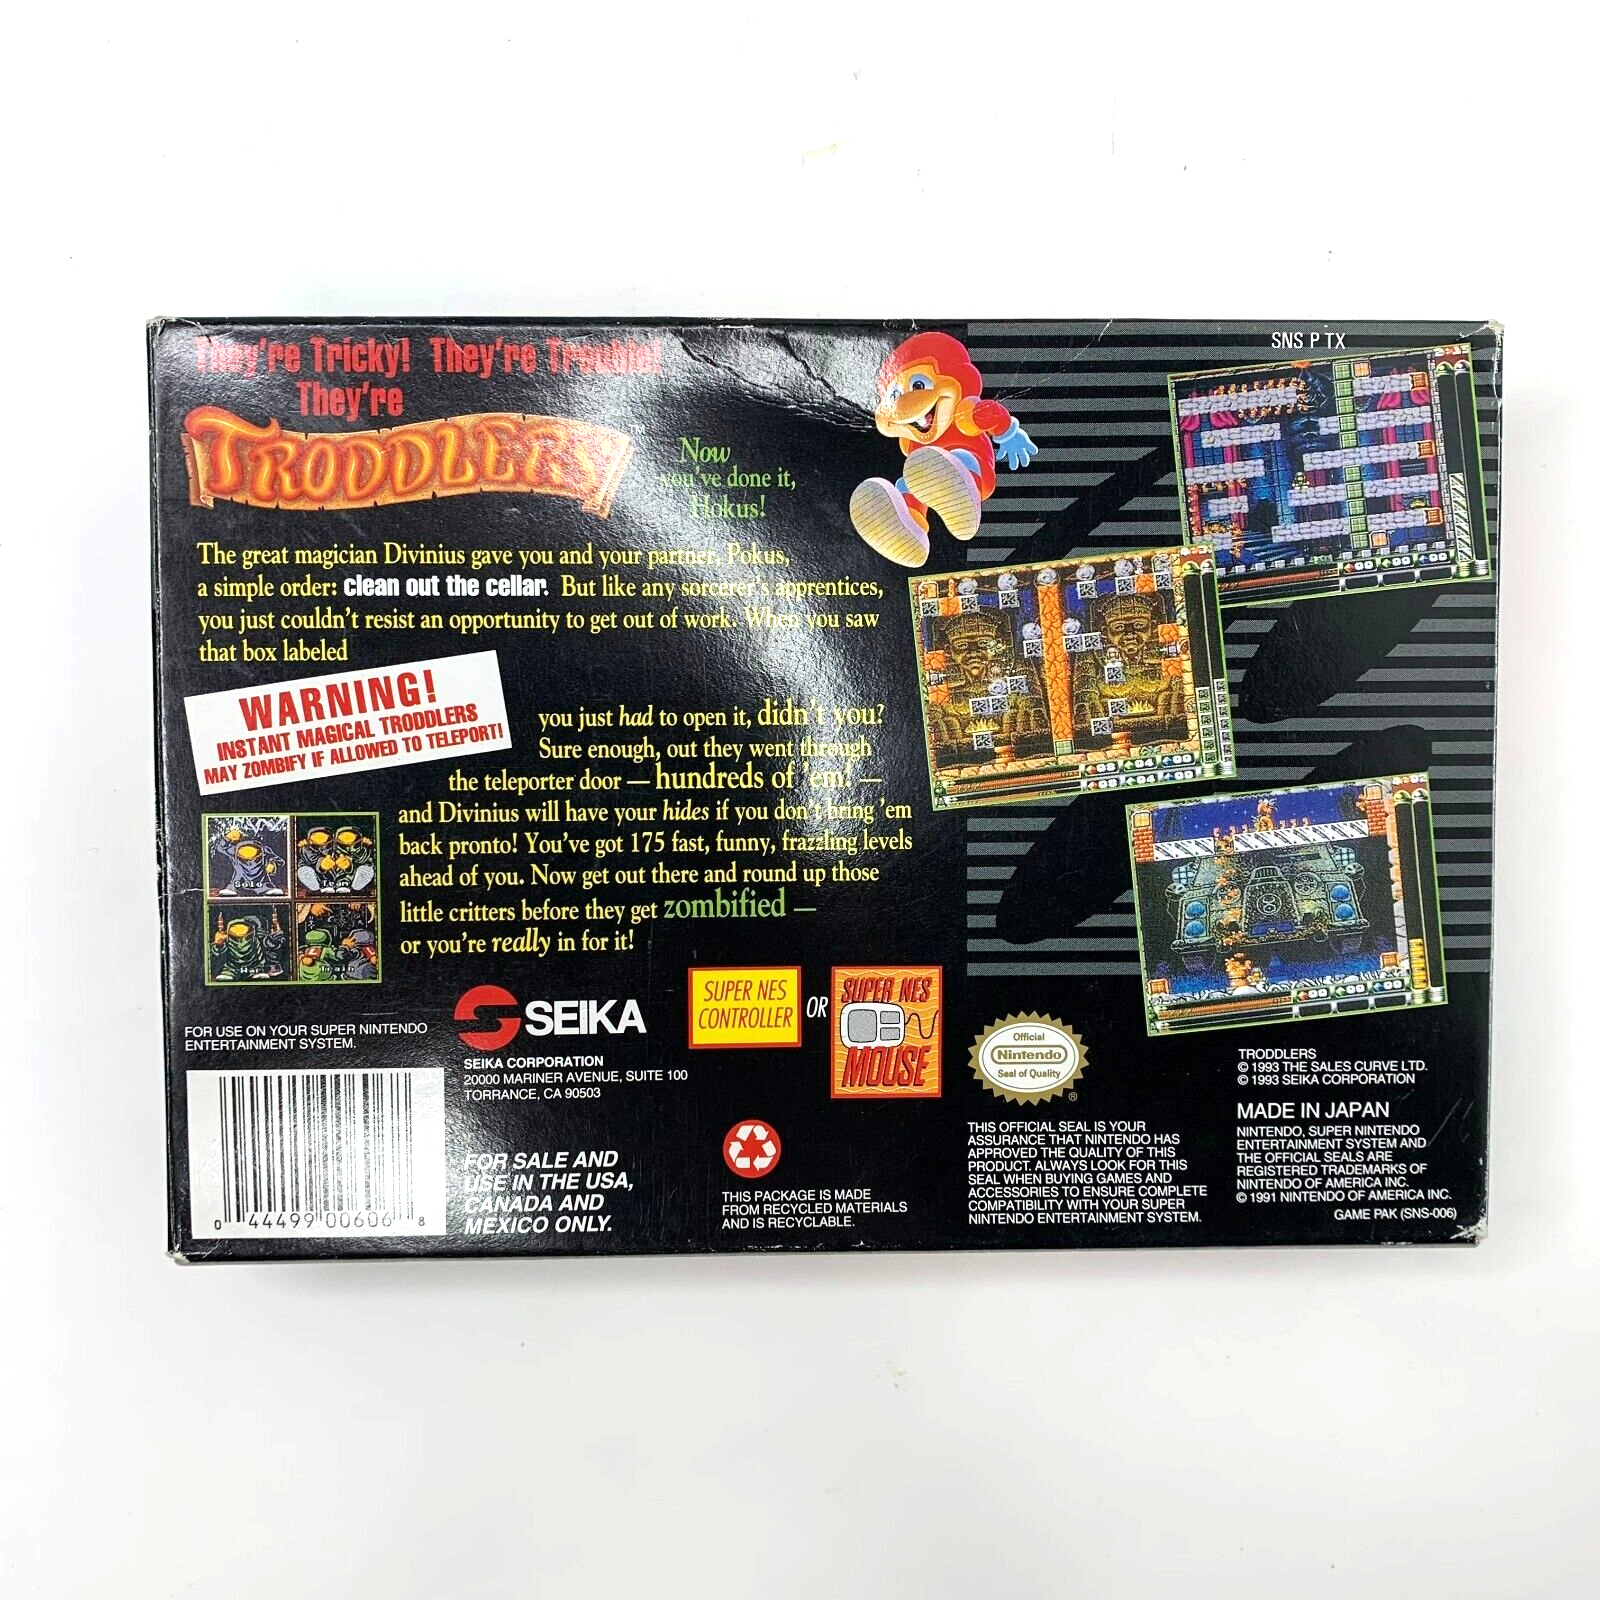 They're Tricky! They're Trouble!
They're
TRODDLERS™
Now
you've done it,
Hokus!
The great magician Divinius gave you and your partner, Pokus,
a simple order: clean out the cellar. But like any sorcerer's apprentices,
you just couldn't resist an opportunity to get out of work. When you saw
that box labeled
WARNING!
INSTANT MAGICAL TRODDLERS
MAY ZOMBIFY IF ALLOWED TO TELEPORT!
you just had to open it, didn't you?
Sure enough, out they went through
the teleporter door — hundreds of 'em! —
and Divinius will have your hides if you don't bring 'em
back pronto! You've got 175 fast, funny, frazzling levels
ahead of you. Now get out there and round up those
little critters before they get zombified —
or you're really in for it!
Solo
Team
War
SNS P TX
FOR USE ON YOUR SUPER NINTENDO
ENTERTAINMENT SYSTEM.
0 44499 00606 8
SEIKA
SEIKA CORPORATION
20000 MARINER AVENUE, SUITE 100
TORRANCE, CA 90503
FOR SALE AND
USE IN THE USA,
CANADA AND
MEXICO ONLY.
SUPER NES
CONTROLLER
OR
SUPER NES
MOUSE
THIS PACKAGE IS MADE
FROM RECYCLED MATERIALS
AND IS RECYCLABLE.
Official
Nintendo
Seal of Quality
®
THIS OFFICIAL SEAL IS YOUR
ASSURANCE THAT NINTENDO HAS
APPROVED THE QUALITY OF THIS
PRODUCT. ALWAYS LOOK FOR THIS
SEAL WHEN BUYING GAMES AND
ACCESSORIES TO ENSURE COMPLETE
COMPATIBILITY WITH YOUR SUPER
NINTENDO ENTERTAINMENT SYSTEM.
TRODDLERS
© 1993 THE SALES CURVE LTD.
© 1993 SEIKA CORPORATION
MADE IN JAPAN
NINTENDO, SUPER NINTENDO
ENTERTAINMENT SYSTEM AND
THE OFFICIAL SEALS ARE
REGISTERED TRADEMARKS OF
NINTENDO OF AMERICA INC.
© 1991 NINTENDO OF AMERICA INC.
GAME PAK (SNS-006)